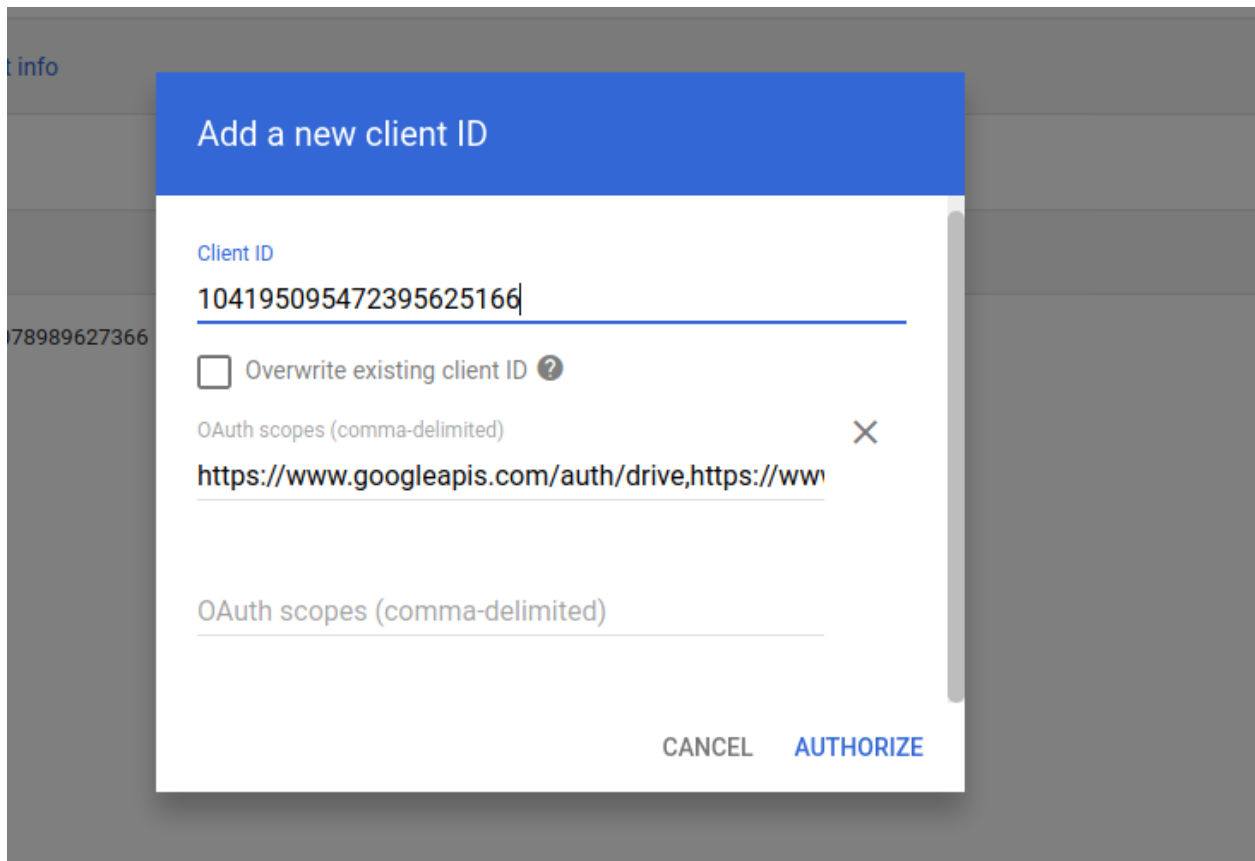 t info
Add a new client ID
Client ID
104195095472395625166
78989627366
Overwrite existing client ID
OAuth scopes (comma-delimited)
https://www.googleapis.com/auth/drive,https://www
OAuth scopes (comma-delimited)
CANCEL AUTHORIZE